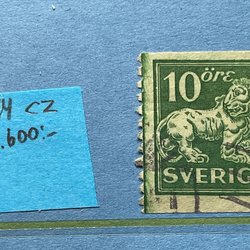 4 CZ
.600:-
10 ÖRE
SVERIG